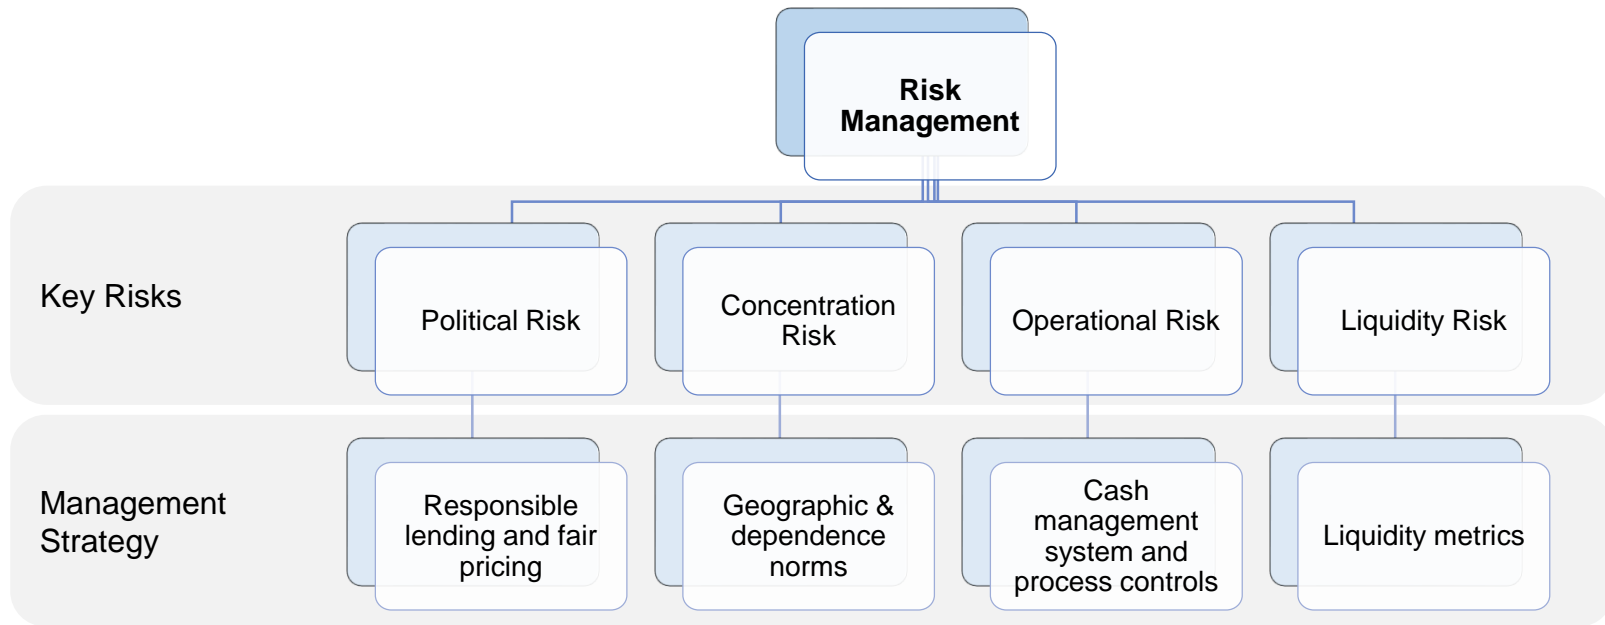 Risk
Management
Key Risks
Political Risk
Concentration
Risk
Operational Risk
Liquidity Risk
Management
Strategy
Responsible
lending and fair
pricing
Geographic &
dependence
norms
Cash
management
system and
process controls
Liquidity metrics